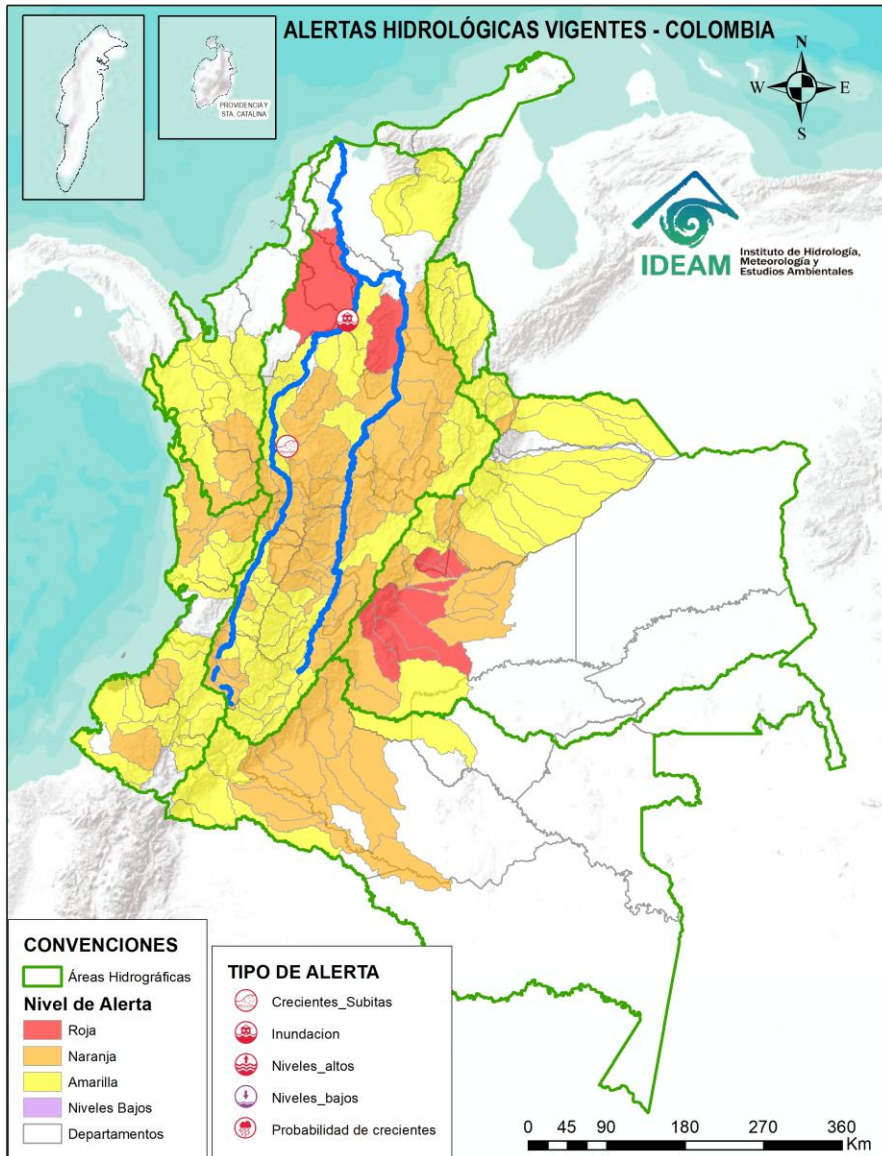 ALERTAS HIDROLÓGICAS VIGENTES - COLOMBIA
PROVIDENCIA Y
STA. CATALINA
N
W
E
S
IDEAM
Instituto de Hidrología,
Meteorología y
Estudios Ambientales
CONVENCIONES
Áreas Hidrográficas
Nivel de Alerta
Roja
Naranja
Amarilla
Niveles Bajos
Departamentos
TIPO DE ALERTA
Crecientes_Subitas
Inundacion
Niveles_altos
Niveles_bajos
Probabilidad de crecientes
0 45 90 180 270 360
Km